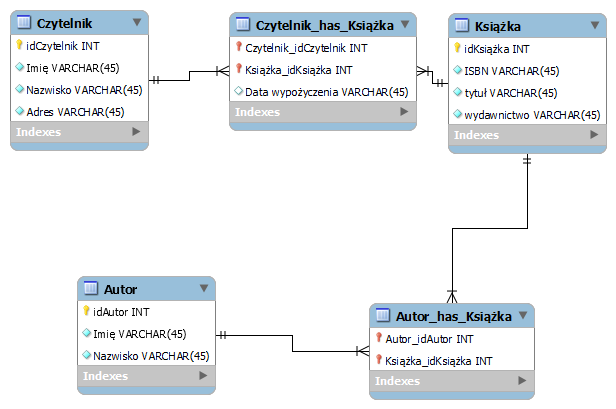 Czytelnik
idCzytelnik INT
Imię VARCHAR(45)
Nazwisko VARCHAR(45)
Adres VARCHAR(45)
Indexes
Czytelnik_has_Książka
Czytelnik_idCzytelnik INT
Książka_idKsiążka INT
Data wypożyczenia VARCHAR(45)
Indexes
Książka
idKsiążka INT
ISBN VARCHAR(45)
tytuł VARCHAR(45)
wydawnictwo VARCHAR(45)
Indexes
Autor
idAutor INT
Imię VARCHAR(45)
Nazwisko VARCHAR(45)
Indexes
Autor_has_Książka
Autor_idAutor INT
Książka_idKsiążka INT
Indexes